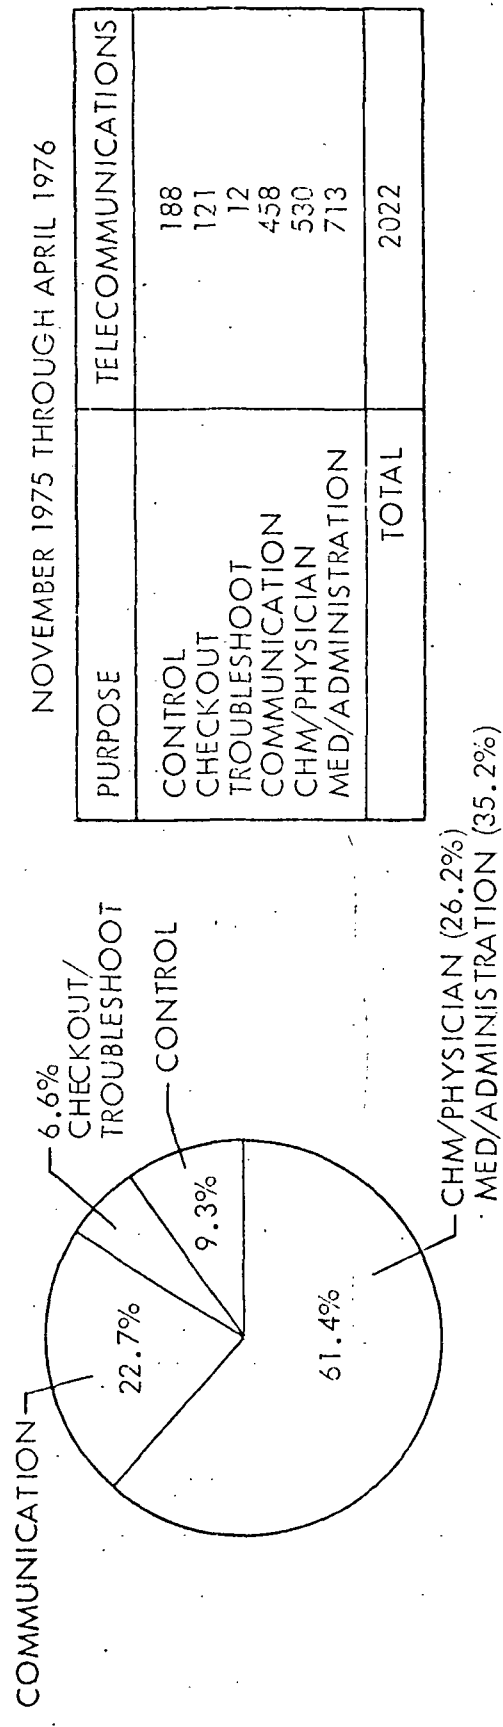 NOVEMBER 1975 THROUGH APRIL 1976
PURPOSE TELECOMMUNICATIONS
CONTROL 188
CHECKOUT 121
TROUBLESHOOT 12
COMMUNICATION 458
CHM/PHYSICIAN 530
MED/ADMINISTRATION 713
TOTAL 2022
COMMUNICATION
22.7%
6.6%
CHECKOUT/
TROUBLESHOOT
CONTROL
9.3%
61.4%
CHM/PHYSICIAN (26.2%)
MED/ADMINISTRATION (35.2%)